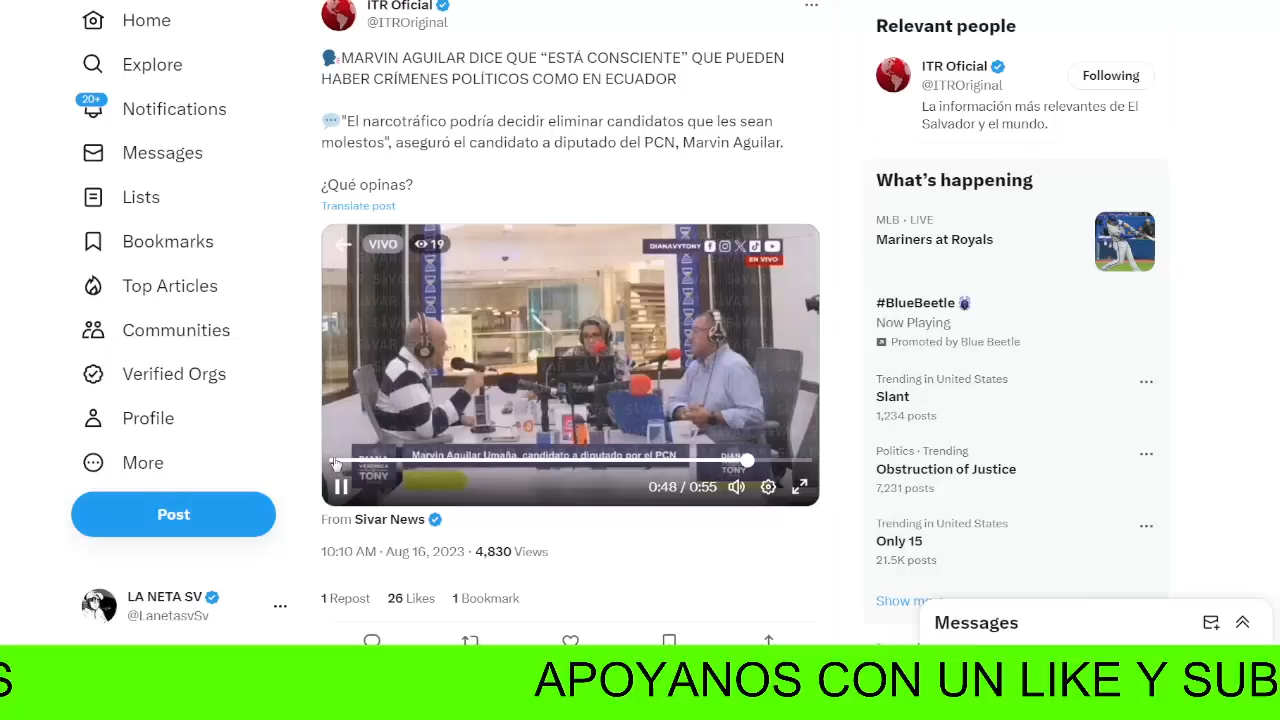 Home
Explore
20+
Notifications
Messages
Lists
Bookmarks
Top Articles
Communities
Verified Orgs
Profile
More
Post
LA NETA SV
@LanetasvSv
ITR Oficial
@ITROriginal
🗣️MARVIN AGUILAR DICE QUE “ESTÁ CONSCIENTE” QUE PUEDEN
HABER CRÍMENES POLÍTICOS COMO EN ECUADOR
💬"El narcotráfico podría decidir eliminar candidatos que les sean
molestos", aseguró el candidato a diputado del PCN, Marvin Aguilar.
¿Qué opinas?
Translate post
VIVO
19
DIANAVYTONY
EN VIVO
Marvin Aguilar Umaña, candidato a diputado por el PCN
DIANA
VERÓNICA
TONY
TONY
0:48 / 0:55
From Sivar News
10:10 AM · Aug 16, 2023 · 4,830 Views
1 Repost 26 Likes 1 Bookmark
Relevant people
ITR Oficial
@ITROriginal
Following
La información más relevantes de El
Salvador y el mundo.
What’s happening
MLB · LIVE
Mariners at Royals
#BlueBeetle
Now Playing
Promoted by Blue Beetle
Trending in United States
Slant
1,234 posts
Politics · Trending
Obstruction of Justice
7,231 posts
Trending in United States
Only 15
21.5K posts
Messages
S APOYANOS CON UN LIKE Y SUB